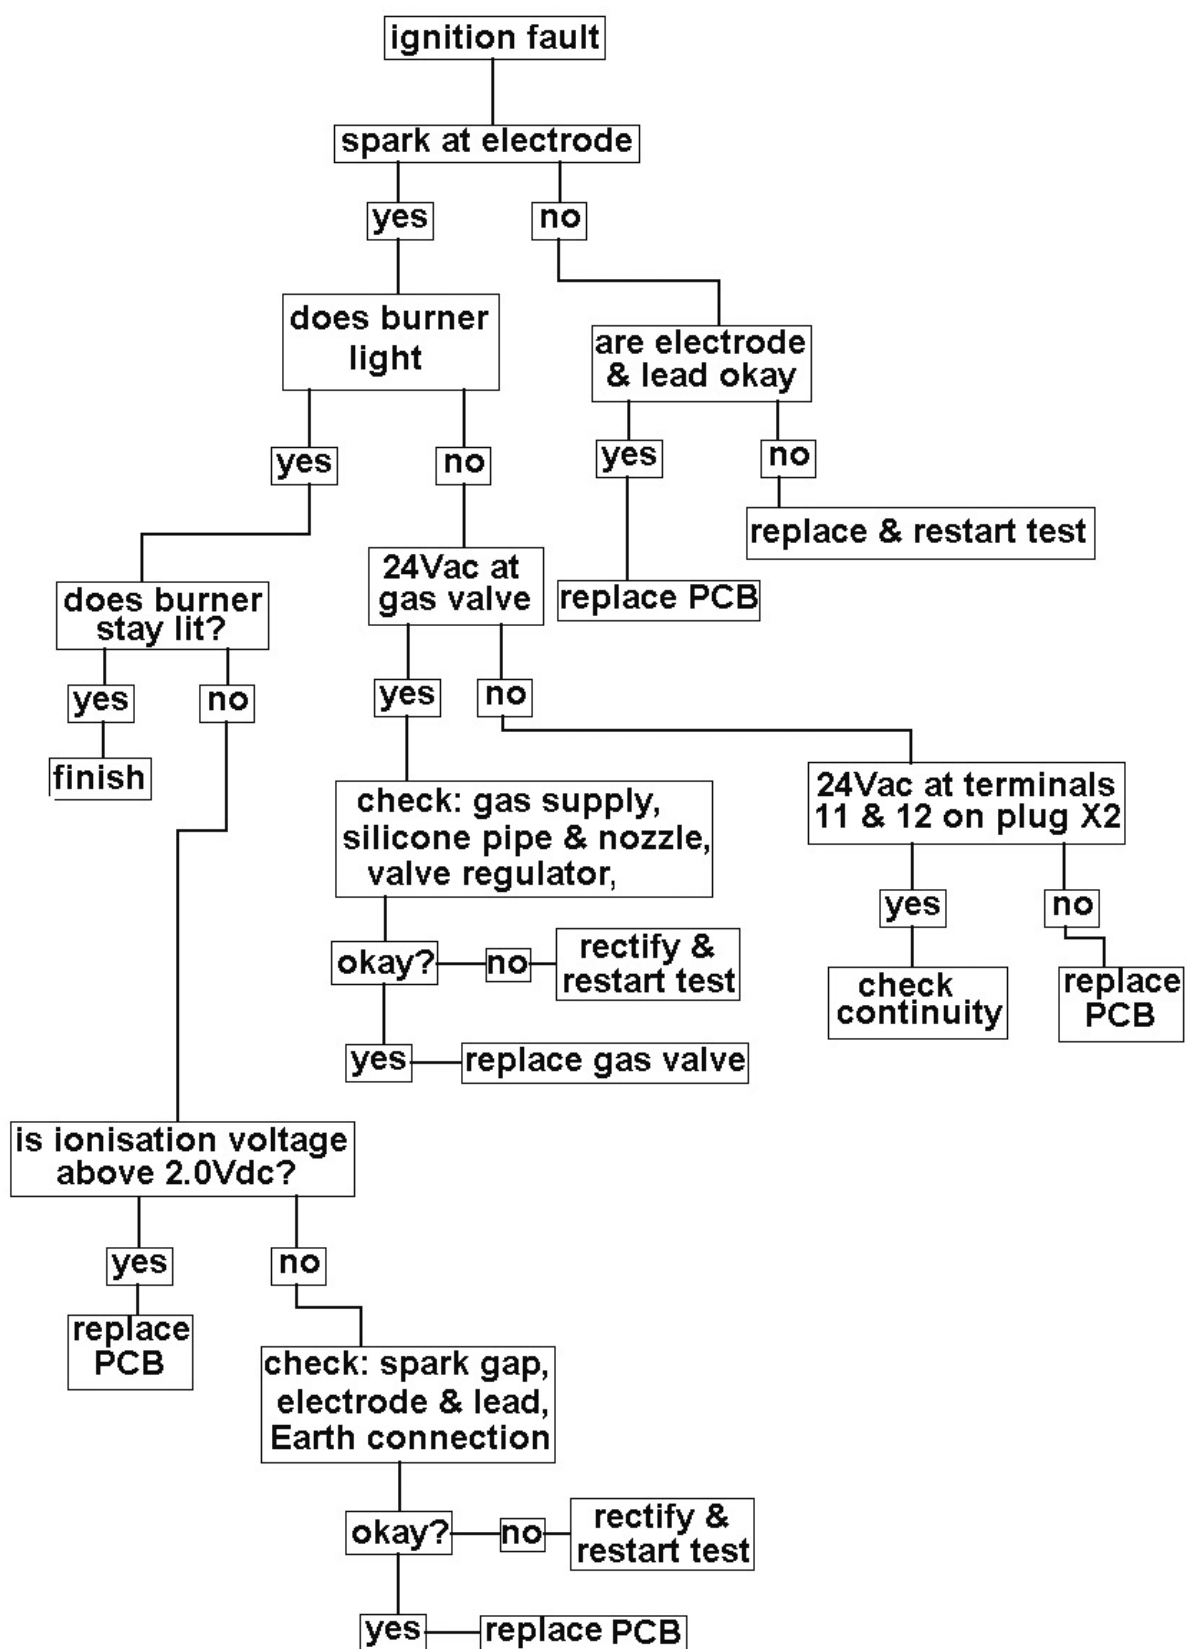 ignition fault
spark at electrode
yes
no
does burner
light
are electrode
& lead okay
yes
no
yes
no
replace & restart test
24Vac at
gas valve
replace PCB
does burner
stay lit?
yes
no
yes
no
finish
24Vac at terminals
11 & 12 on plug X2
check: gas supply,
silicone pipe & nozzle,
valve regulator,
yes
no
okay?
no
rectify &
restart test
check
continuity
replace
PCB
yes
replace gas valve
is ionisation voltage
above 2.0Vdc?
yes
no
replace
PCB
check: spark gap,
electrode & lead,
Earth connection
okay?
no
rectify &
restart test
yes
replace PCB